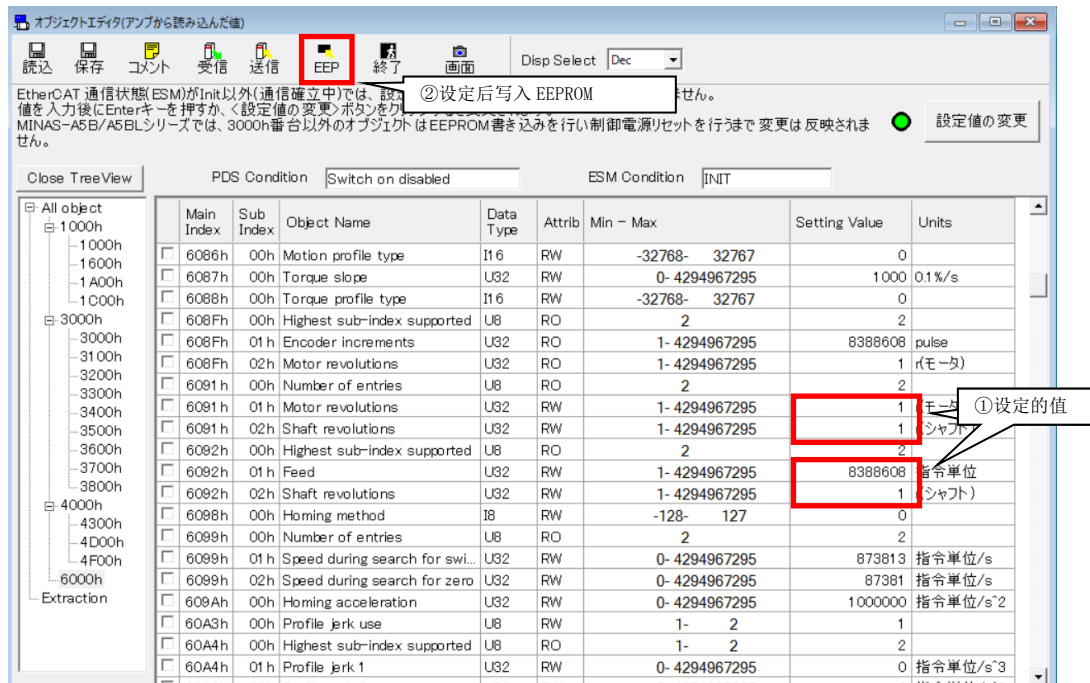 オブジェクトエディタ(アンプから読み込んだ値)
読込 保存 コメント 受信 送信 EEP 終了 画面 Disp Select Dec
②设定后写入 EEPROM
EtherCAT 通信状態(ESM)がInit以外(通信確立中)では、設定 ません。
値を入力後にEnterキーを押すか、<設定値の変更>ボタンをク
MINAS-A5B/A5BLシリーズでは、3000h番台以外のオブジェクトはEEPROM書き込みを行い制御電源リセットを行うまで変更は反映されま
せん。
設定値の変更
Close TreeView PDS Condition Switch on disabled ESM Condition INIT
All object
1000h
1000h
1600h
1A00h
1C00h
3000h
3000h
3100h
3200h
3300h
3400h
3500h
3600h
3700h
3800h
4000h
4300h
4D00h
4F00h
6000h
Extraction
Main Index Sub Index Object Name Data Type Attrib Min - Max Setting Value Units
6086h 00h Motion profile type I16 RW -32768- 32767 0
6087h 00h Torque slope U32 RW 0- 4294967295 1000 0.1%/s
6088h 00h Torque profile type I16 RW -32768- 32767 0
608Fh 00h Highest sub-index supported U8 RO 2 2
608Fh 01h Encoder increments U32 RO 1- 4294967295 8388608 pulse
608Fh 02h Motor revolutions U32 RO 1- 4294967295 1 r(モータ)
6091h 00h Number of entries U8 RO 2 2
6091h 01h Motor revolutions U32 RW 1- 4294967295 1
6091h 02h Shaft revolutions U32 RW 1- 4294967295 1
①设定的值
6092h 00h Highest sub-index supported U8 RO 2 2
6092h 01h Feed U32 RW 1- 4294967295 8388608 指令単位
6092h 02h Shaft revolutions U32 RW 1- 4294967295 1 (シャフト)
6098h 00h Homing method I8 RW -128- 127 0
6099h 00h Number of entries U8 RO 2 2
6099h 01h Speed during search for swi... U32 RW 0- 4294967295 873813 指令単位/s
6099h 02h Speed during search for zero U32 RW 0- 4294967295 87381 指令単位/s
609Ah 00h Homing acceleration U32 RW 0- 4294967295 1000000 指令単位/s^2
60A3h 00h Profile jerk use U8 RW 1- 2 1
60A4h 00h Highest sub-index supported U8 RO 1- 2 2
60A4h 01h Profile jerk 1 U32 RW 0- 4294967295 0 指令単位/s^3